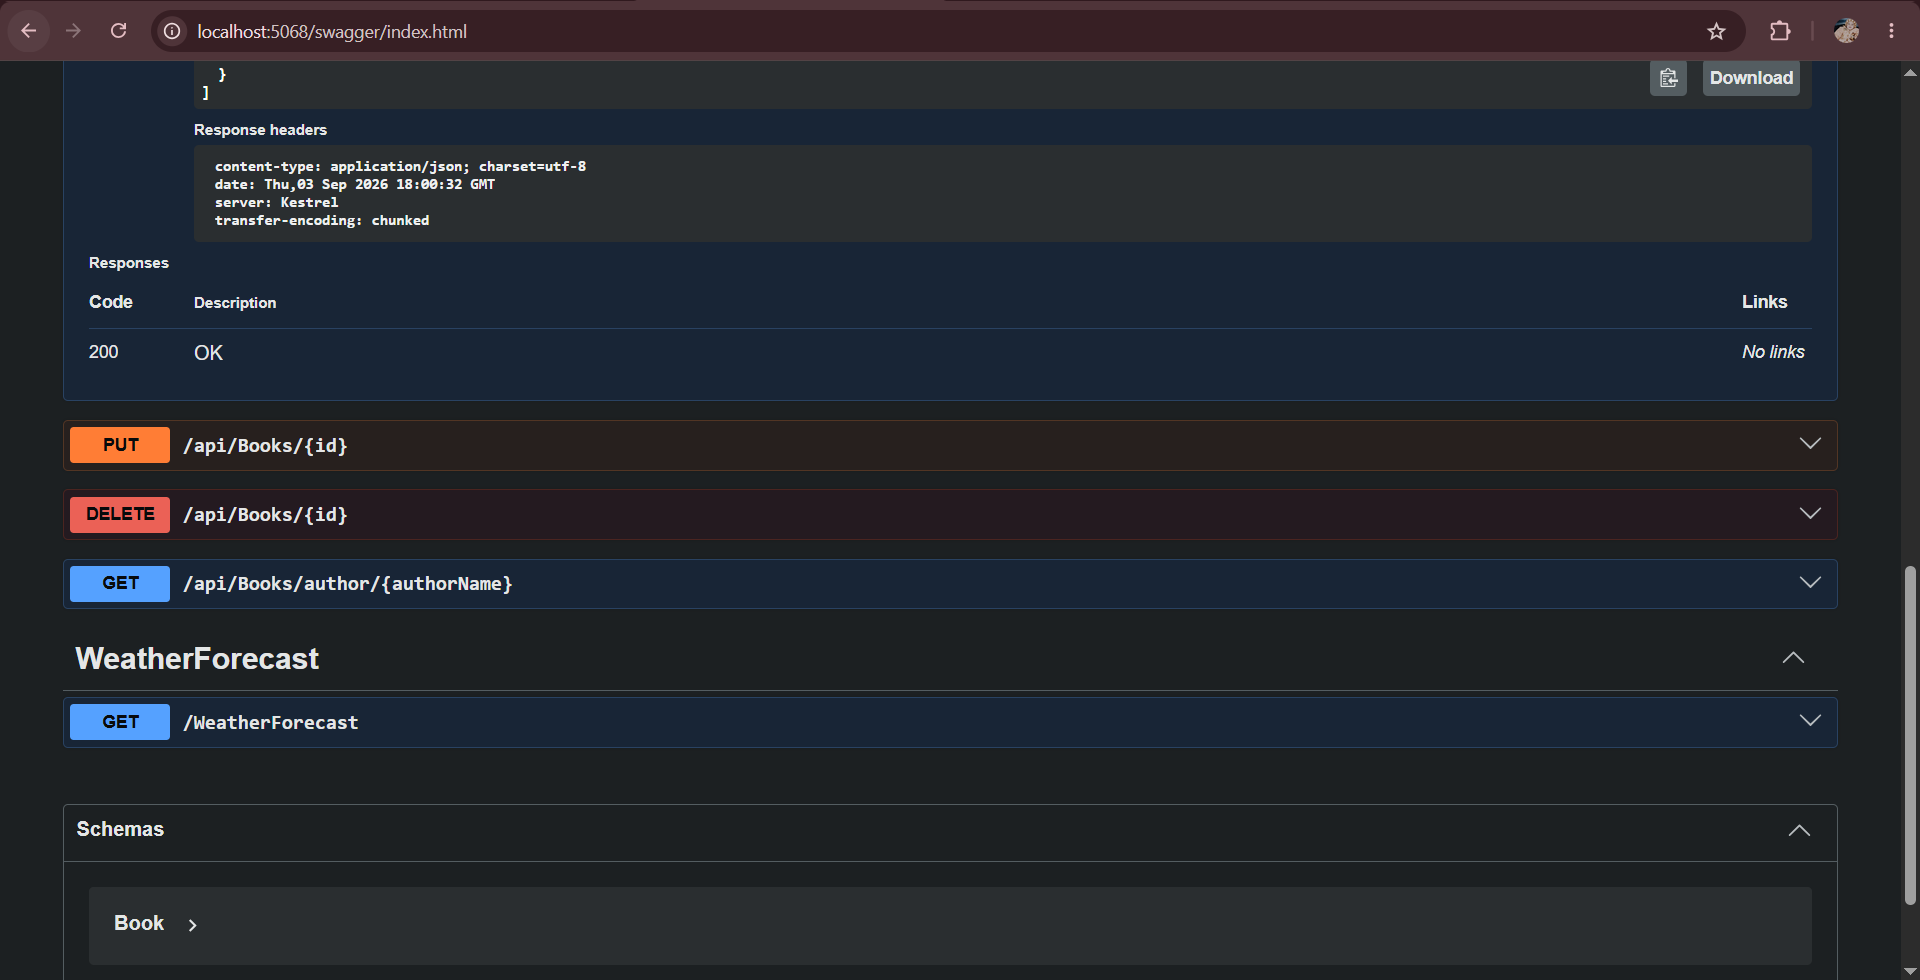 localhost:5068/swagger/index.html
}
]
Download
Response headers
content-type: application/json; charset=utf-8
date: Thu,03 Sep 2026 18:00:32 GMT
server: Kestrel
transfer-encoding: chunked
Responses
Code Description Links
200 OK No links
PUT /api/Books/{id}
DELETE /api/Books/{id}
GET /api/Books/author/{authorName}
WeatherForecast
GET /WeatherForecast
Schemas
Book